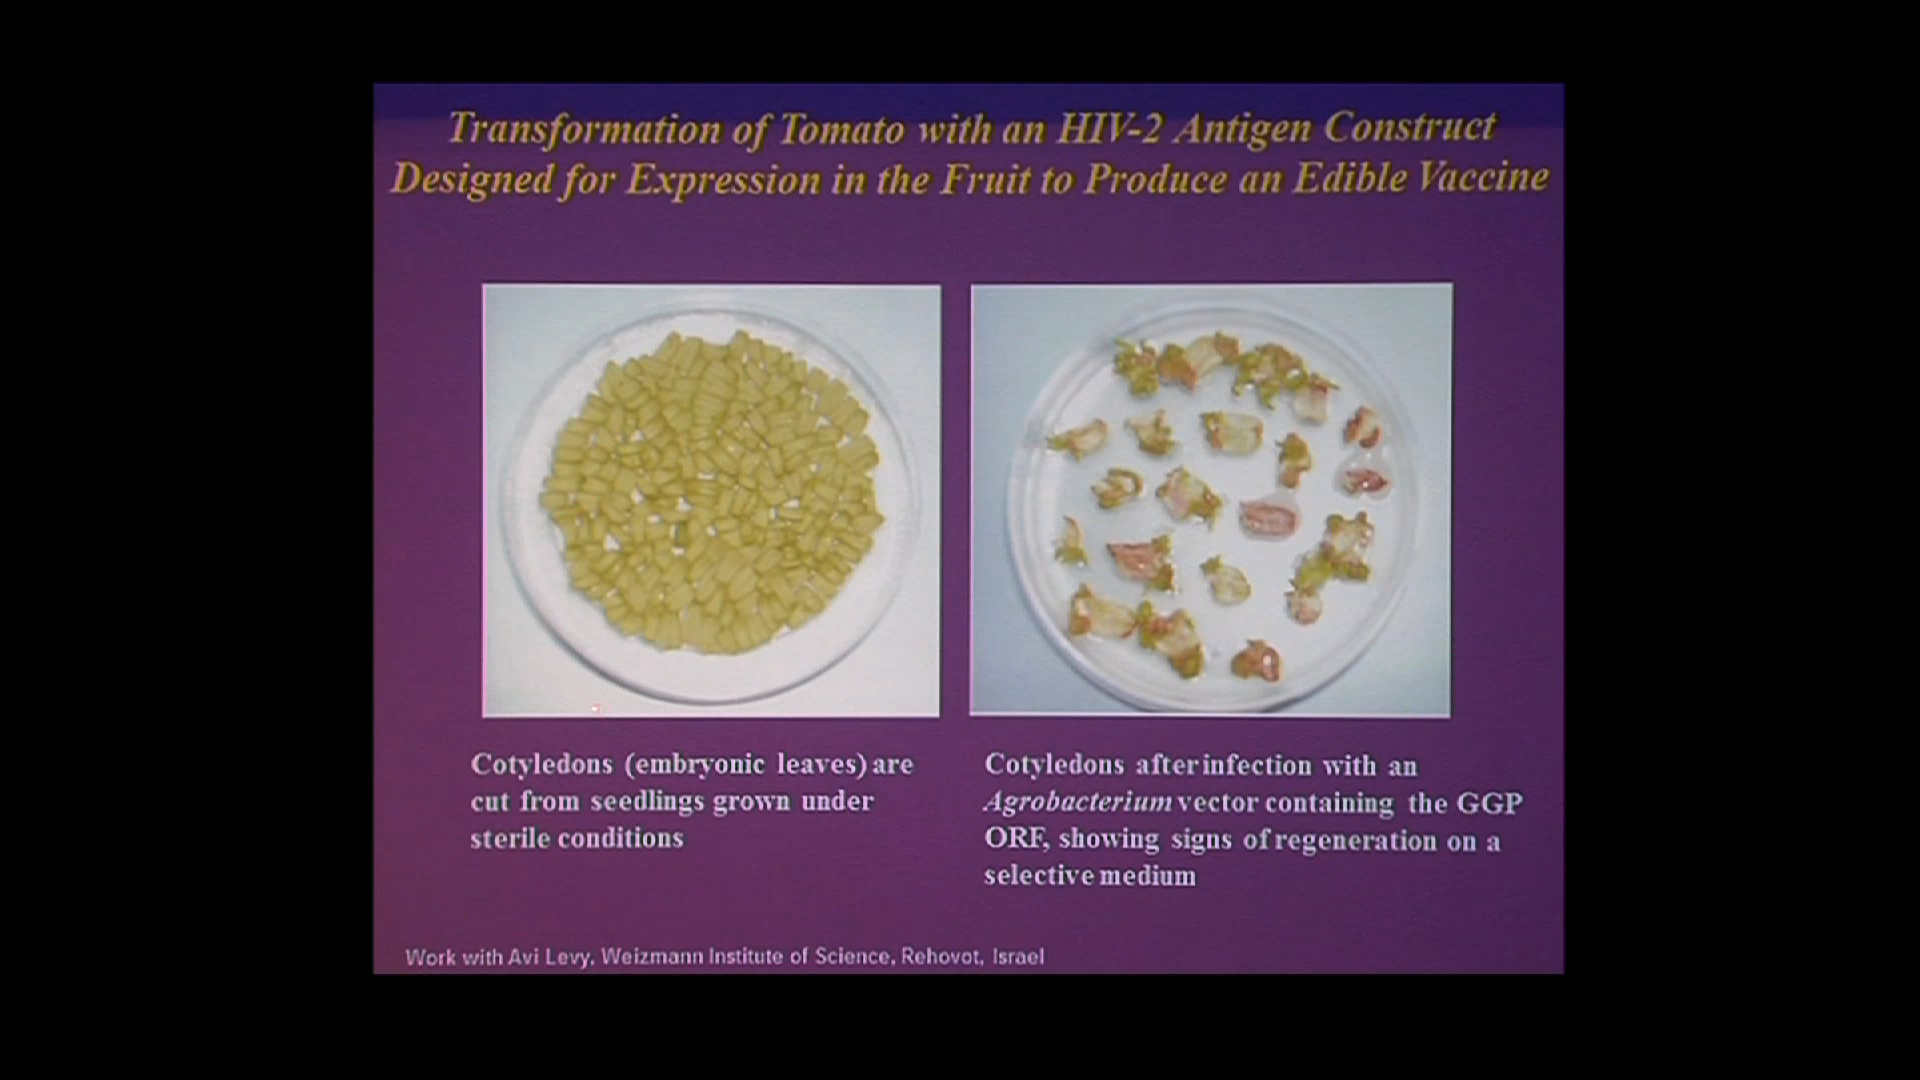 Transformation of Tomato with an HIV-2 Antigen Construct
Designed for Expression in the Fruit to Produce an Edible Vaccine
Cotyledons (embryonic leaves) are
cut from seedlings grown under
sterile conditions
Cotyledons after infection with an
Agrobacterium vector containing the GGP
ORF, showing signs of regeneration on a
selective medium
Work with Avi Levy, Weizmann Institute of Science, Rehovot, Israel